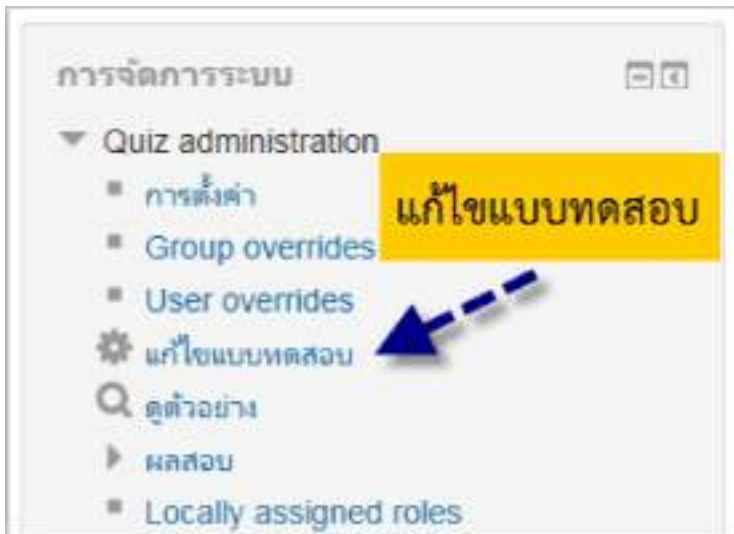 การจัดการระบบ
Quiz administration
การตั้งค่า
แก้ไขแบบทดสอบ
Group overrides
User overrides
แก้ไขแบบทดสอบ
ดูตัวอย่าง
ผลสอบ
Locally assigned roles